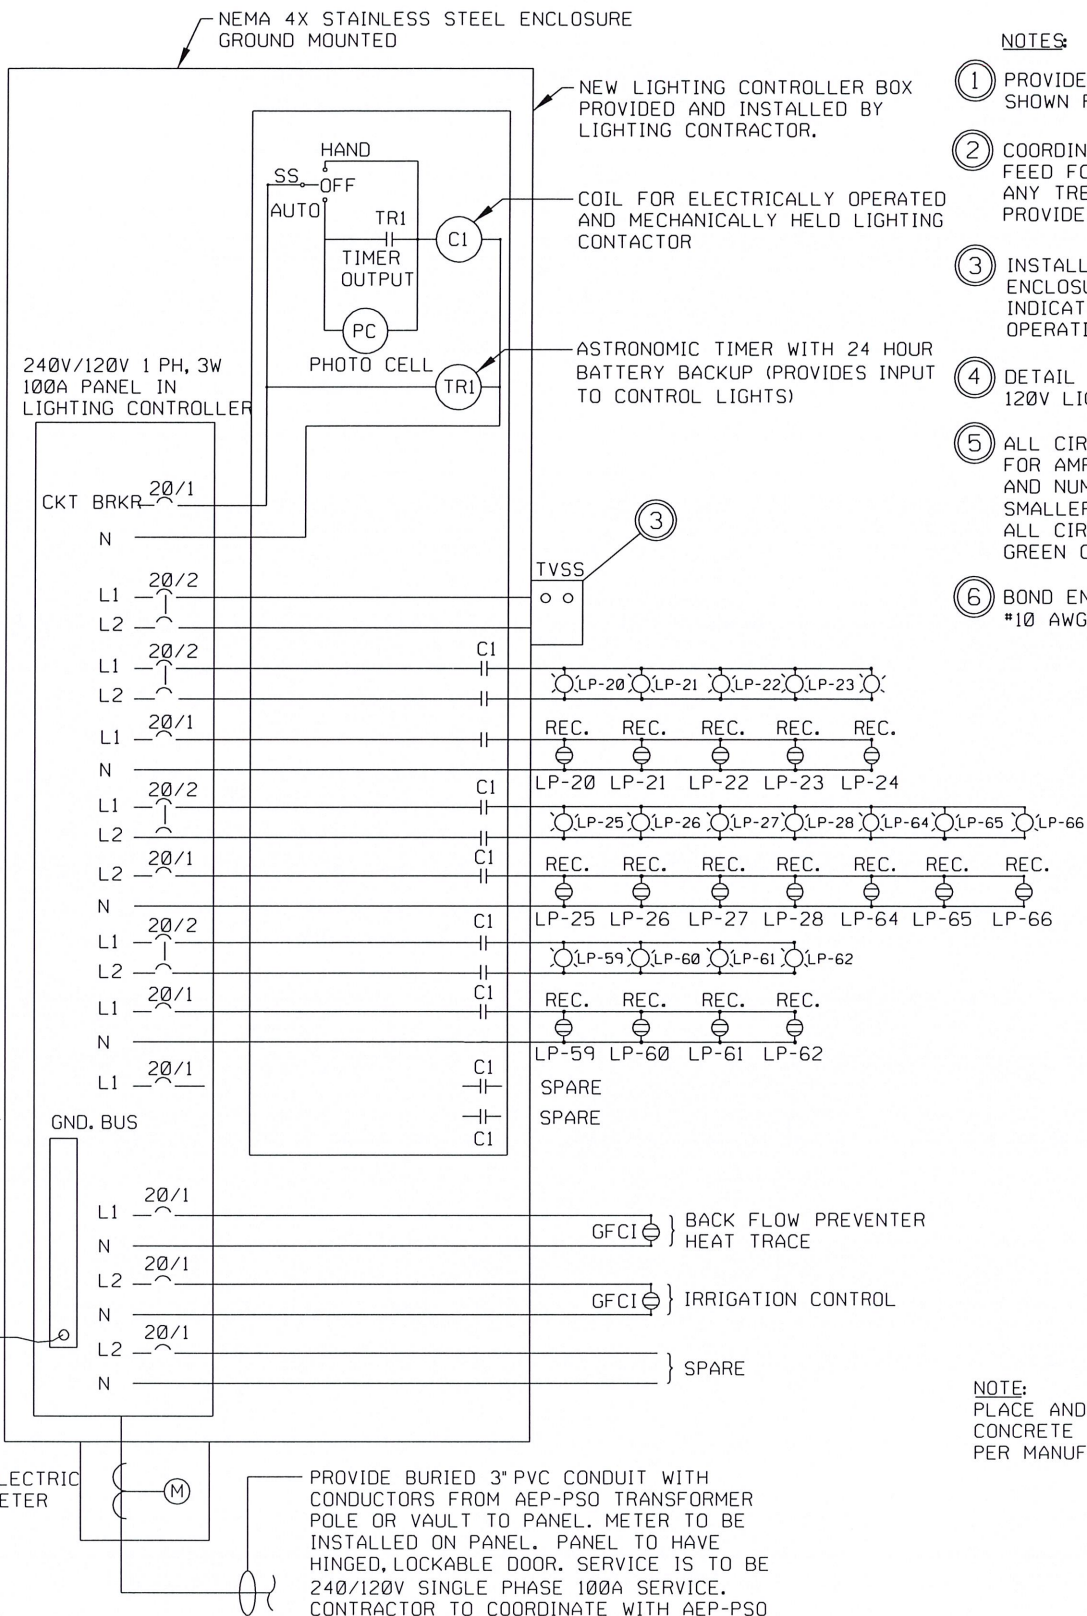 NEMA 4X STAINLESS STEEL ENCLOSURE
GROUND MOUNTED
NEW LIGHTING CONTROLLER BOX
PROVIDED AND INSTALLED BY
LIGHTING CONTRACTOR.
HAND
SS
OFF
AUTO
TR1
C1
TIMER
OUTPUT
PC
PHOTO CELL
TR1
COIL FOR ELECTRICALLY OPERATED
AND MECHANICALLY HELD LIGHTING
CONTACTOR
ASTRONOMIC TIMER WITH 24 HOUR
BATTERY BACKUP (PROVIDES INPUT
TO CONTROL LIGHTS)
240V/120V 1 PH, 3W
100A PANEL IN
LIGHTING CONTROLLER
CKT BRKR 20/1
N
3
TVSS
L1 20/2
L2
L1 20/2 C1
L2
LP-20 LP-21 LP-22 LP-23
L1 20/1
REC. REC. REC. REC. REC.
N
LP-20 LP-21 LP-22 LP-23 LP-24
L1 20/2 C1
L2
LP-25 LP-26 LP-27 LP-28 LP-64 LP-65 LP-66
L2 20/1 C1
REC. REC. REC. REC. REC. REC. REC.
N
LP-25 LP-26 LP-27 LP-28 LP-64 LP-65 LP-66
L1 20/2 C1
L2
LP-59 LP-60 LP-61 LP-62
L1 20/1 C1
REC. REC. REC. REC.
N
LP-59 LP-60 LP-61 LP-62
L1 20/1 C1 SPARE
SPARE
C1
GND. BUS
L1 20/1
N
GFCI
BACK FLOW PREVENTER
HEAT TRACE
L2 20/1
N
GFCI
IRRIGATION CONTROL
L2 20/1
N
SPARE
LECTRIC
ETER
M
PROVIDE BURIED 3" PVC CONDUIT WITH
CONDUCTORS FROM AEP-PSO TRANSFORMER
POLE OR VAULT TO PANEL. METER TO BE
INSTALLED ON PANEL. PANEL TO HAVE
HINGED, LOCKABLE DOOR. SERVICE IS TO BE
240/120V SINGLE PHASE 100A SERVICE.
CONTRACTOR TO COORDINATE WITH AEP-PSO
NOTES:
1 PROVIDE
SHOWN F
2 COORDIN
FEED FO
ANY TRE
PROVIDE
3 INSTALL
ENCLOSU
INDICAT
OPERATI
4 DETAIL
120V LIG
5 ALL CIR
FOR AMP
AND NUM
SMALLER
ALL CIR
GREEN C
6 BOND EN
#10 AWG
NOTE:
PLACE AND
CONCRETE
PER MANUF